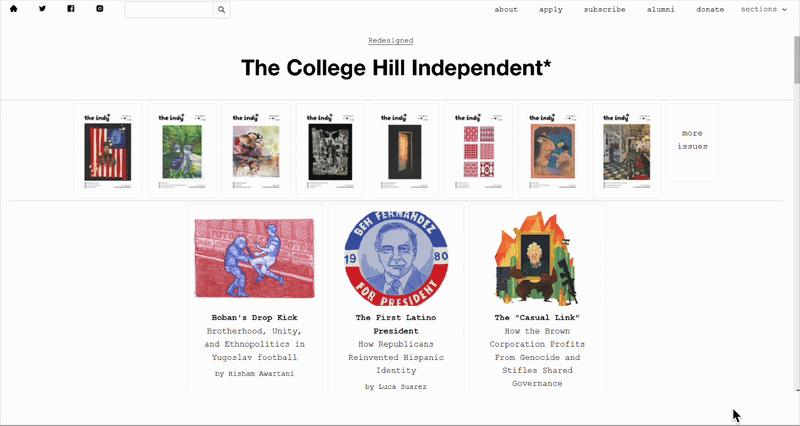 about apply subscribe alumni donate sections
Redesigned
The College Hill Independent*
the indy the indy the indy the indy the indy the indy the indy the indy
more
issues
BEN FERNANDEZ
1980
FOR PRESIDENT
Boban's Drop Kick
Brotherhood, Unity,
and Ethnopolitics in
Yugoslav football
by Hisham Awartani
The First Latino
President
How Republicans
Reinvented Hispanic
Identity
by Luca Suarez
The "Casual Link"
How the Brown
Corporation Profits
From Genocide and
Stifles Shared
Governance